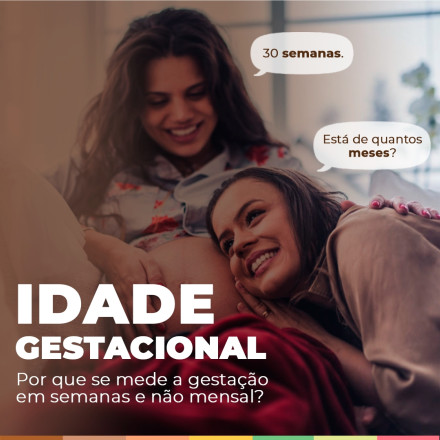 30 semanas.
Está de quantos
meses?
IDADE
GESTACIONAL
Por que se mede a gestação
em semanas e não mensal?